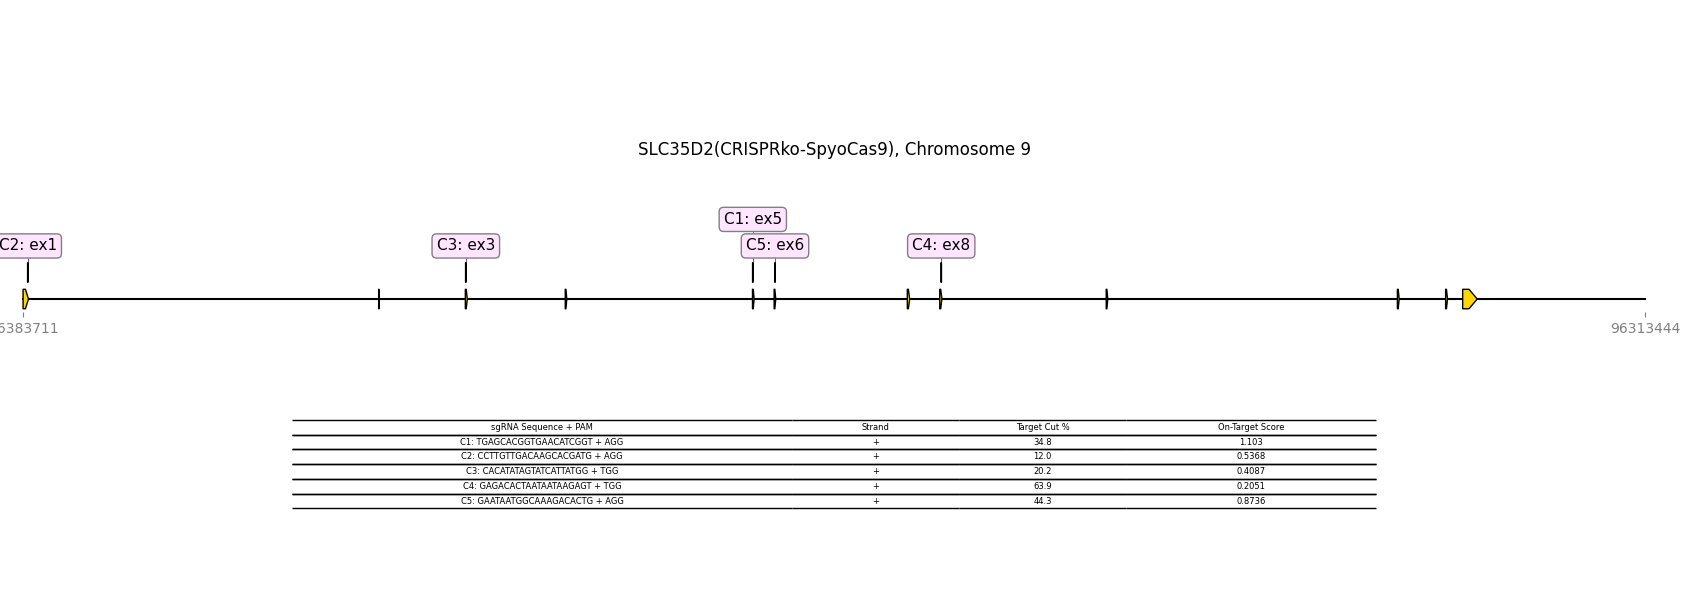 SLC35D2(CRISPRko-SpyoCas9), Chromosome 9
C1: ex5
C2: ex1 C3: ex3 C5: ex6 C4: ex8
6383711 96313444
sgRNA Sequence + PAM Strand Target Cut % On-Target Score
C1: TGAGCACGGTGAACATCGGT + AGG + 34.8 1.103
C2: CCTTGTTGACAAGCACGATG + AGG + 12.0 0.5368
C3: CACATATAGTATCATTATGG + TGG + 20.2 0.4087
C4: GAGACACTAATAATAAGAGT + TGG + 63.9 0.2051
C5: GAATAATGGCAAAGACACTG + AGG + 44.3 0.8736